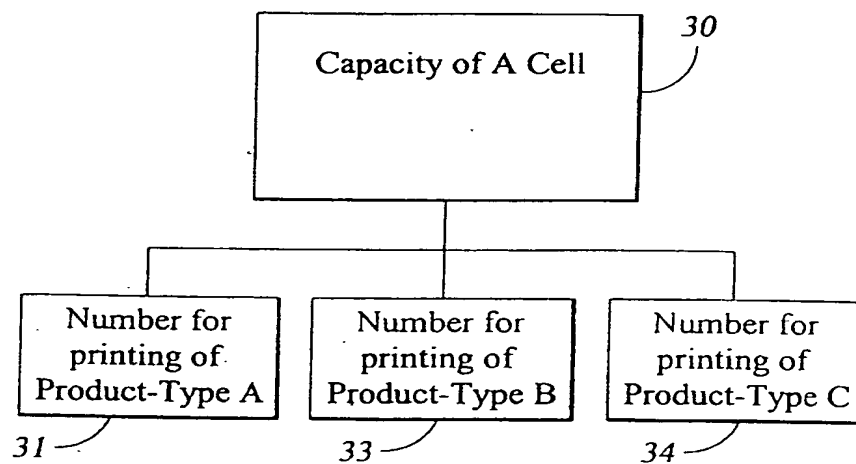 30
Capacity of A Cell
Number for
printing of
Product-Type A
Number for
printing of
Product-Type B
Number for
printing of
Product-Type C
31
33
34